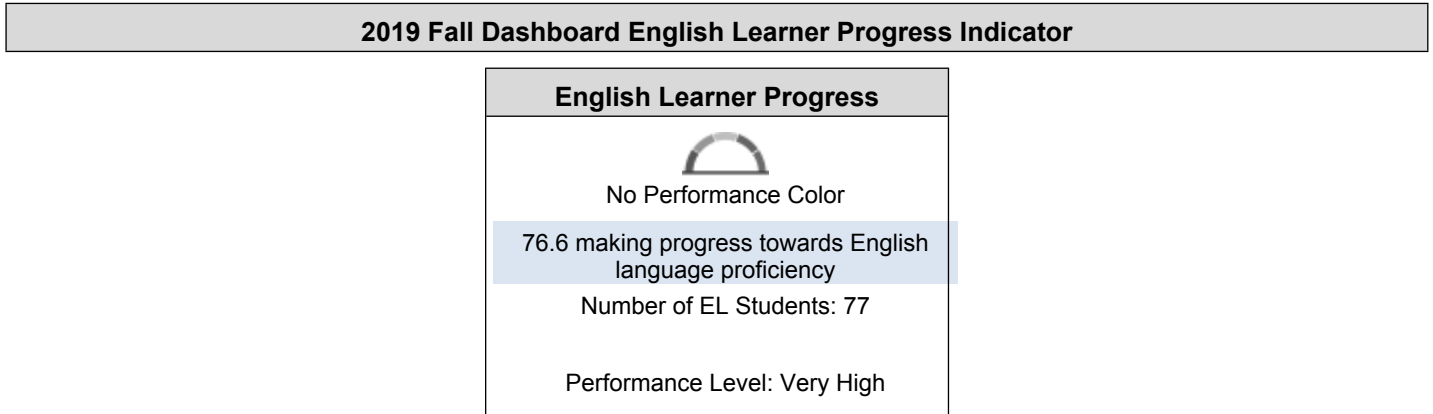 2019 Fall Dashboard English Learner Progress Indicator
English Learner Progress
No Performance Color
76.6 making progress towards English
language proficiency
Number of EL Students: 77
Performance Level: Very High